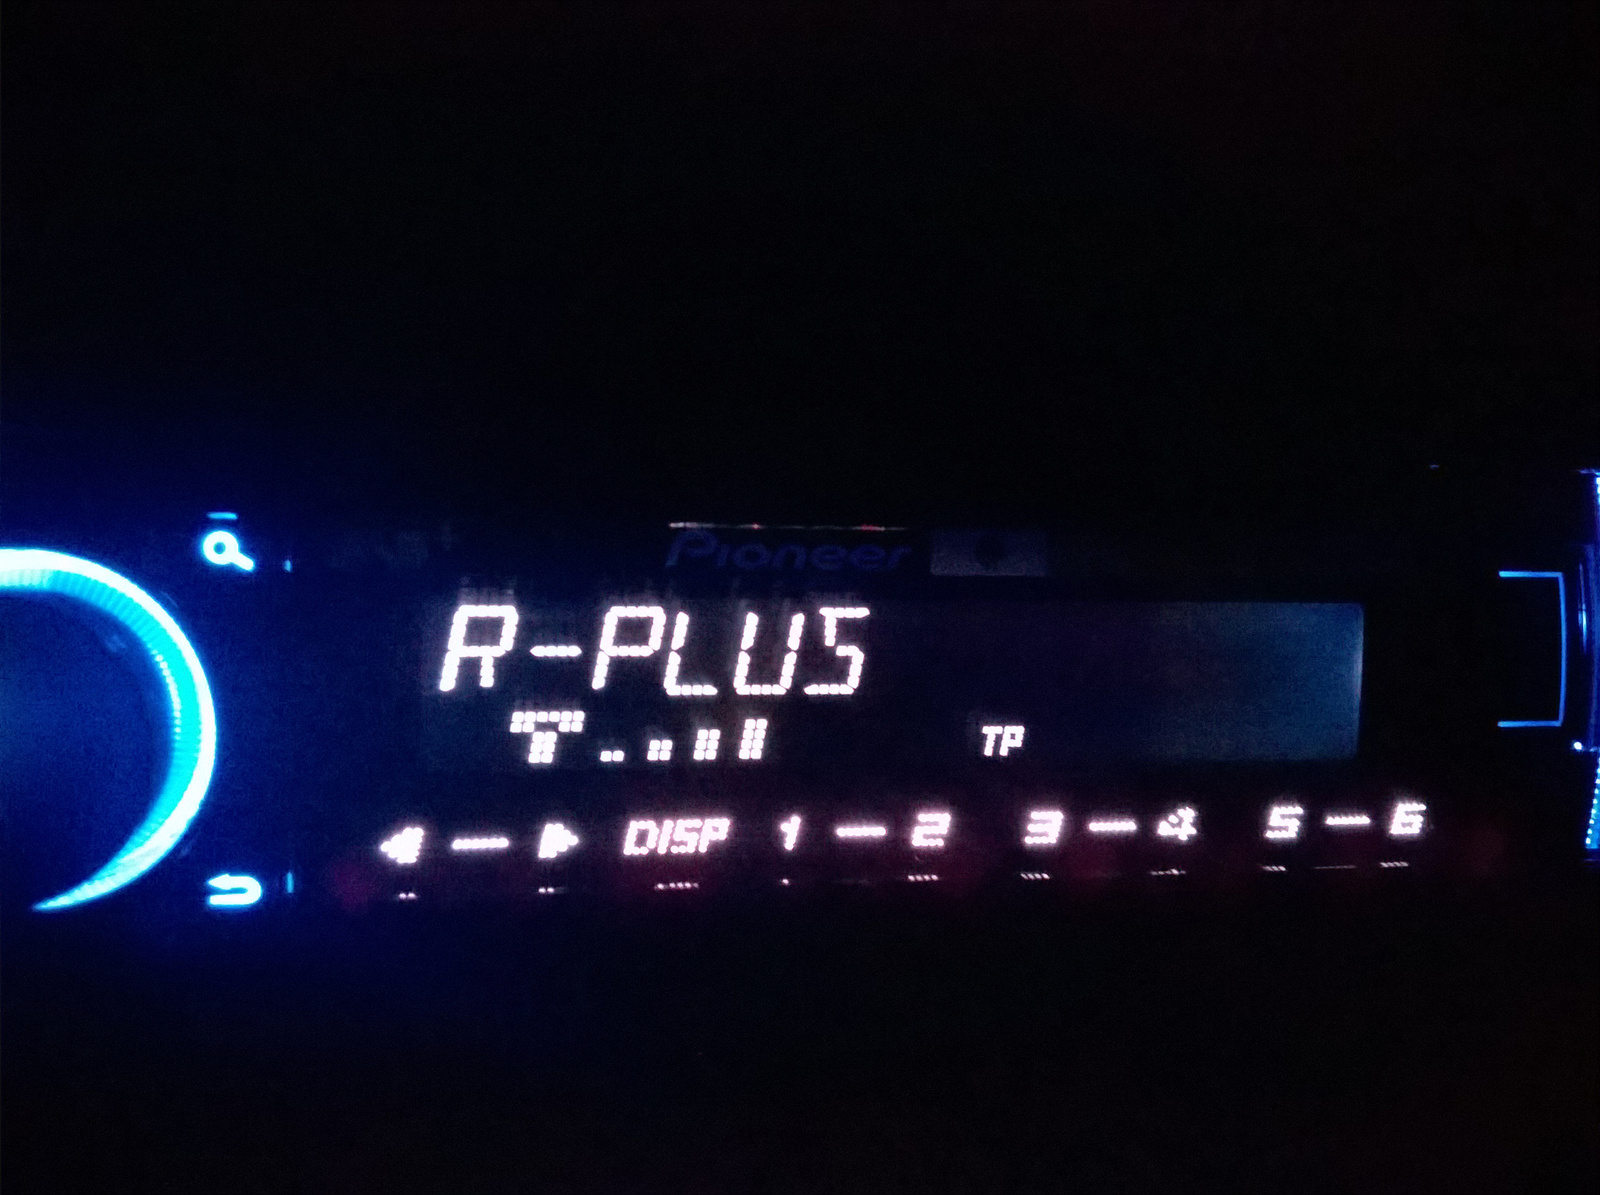 Pioneer
R-PLUS
TP
DISP 1 - 2 3 - 4 5 - 6